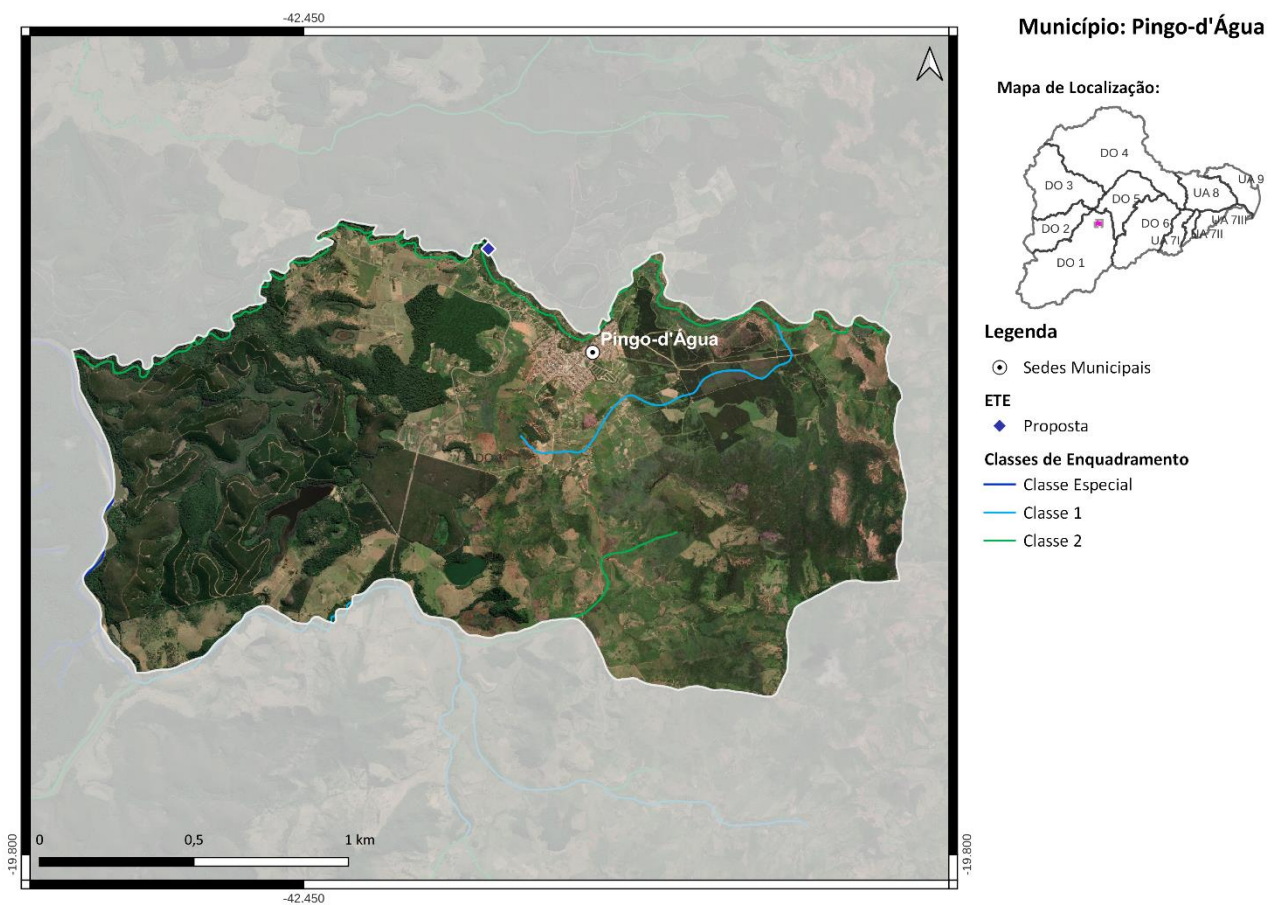 Município: Pingo-d'Água
-42.450
Mapa de Localização:
DO 4
UA 9
DO 3
UA 8
DO 5
DO 2
DO 6
UA 7III
UA 7II
UA 7I
DO 1
Pingo-d'Água
Legenda
Sedes Municipais
ETE
Proposta
Classes de Enquadramento
Classe Especial
Classe 1
Classe 2
DO 1
0 0,5 1 km
-19.800
-19.800
-42.450